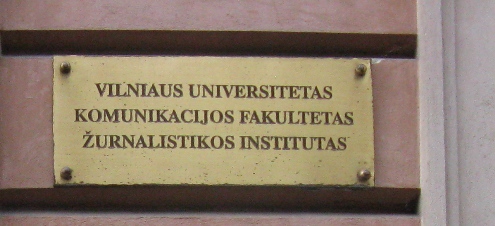 VILNIAUS UNIVERSITETAS
KOMUNIKACIJOS FAKULTETAS
ŽURNALISTIKOS INSTITUTAS